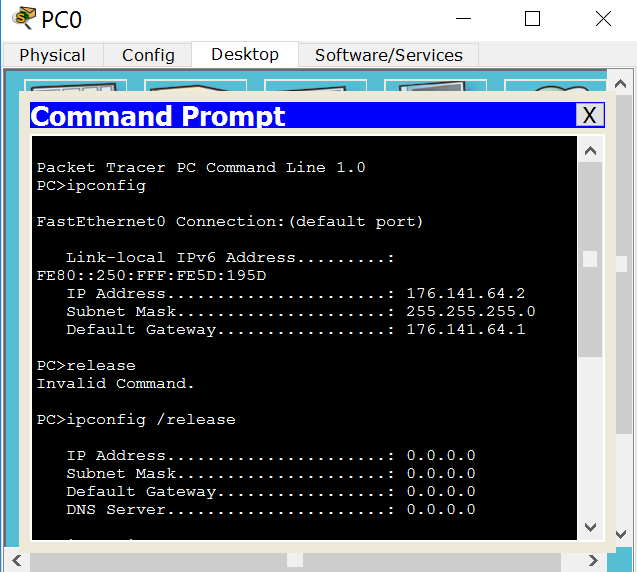 PC0
Physical Config Desktop Software/Services
Command Prompt X
Packet Tracer PC Command Line 1.0
PC>ipconfig
FastEthernet0 Connection:(default port)
Link-local IPv6 Address.........:
FE80::250:FFF:FE5D:195D
IP Address......................: 176.141.64.2
Subnet Mask.....................: 255.255.255.0
Default Gateway.................: 176.141.64.1
PC>release
Invalid Command.
PC>ipconfig /release
IP Address......................: 0.0.0.0
Subnet Mask.....................: 0.0.0.0
Default Gateway.................: 0.0.0.0
DNS Server......................: 0.0.0.0